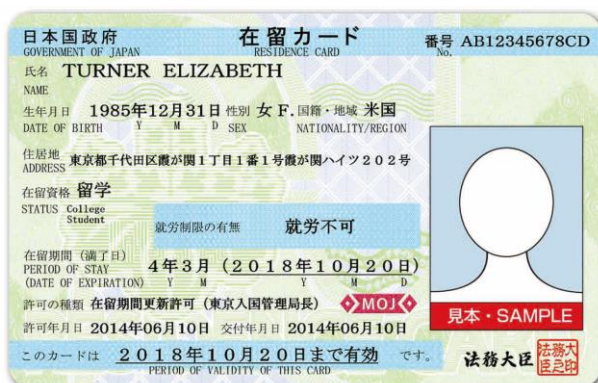 日本国政府 在留カード 番号 AB12345678CD
GOVERNMENT OF JAPAN RESIDENCE CARD No.
氏名 TURNER ELIZABETH
NAME
生年月日 1985年12月31日 性別 女 F. 国籍・地域 米国
DATE OF BIRTH Y M D SEX NATIONALITY/REGION
住居地 東京都千代田区霞が関1丁目1番1号霞が関ハイツ202号
ADDRESS
在留資格 留学
STATUS College Student
就労制限の有無 就労不可
在留期間(満了日) 4年3月(2018年10月20日)
PERIOD OF STAY
(DATE OF EXPIRATION) Y M Y M D
許可の種類 在留期間更新許可(東京入国管理局長) MOJ
見本・SAMPLE
許可年月日 2014年06月10日 交付年月日 2014年06月10日
このカードは 2018年10月20日まで有効 です。
PERIOD OF VALIDITY OF THIS CARD
法務大臣